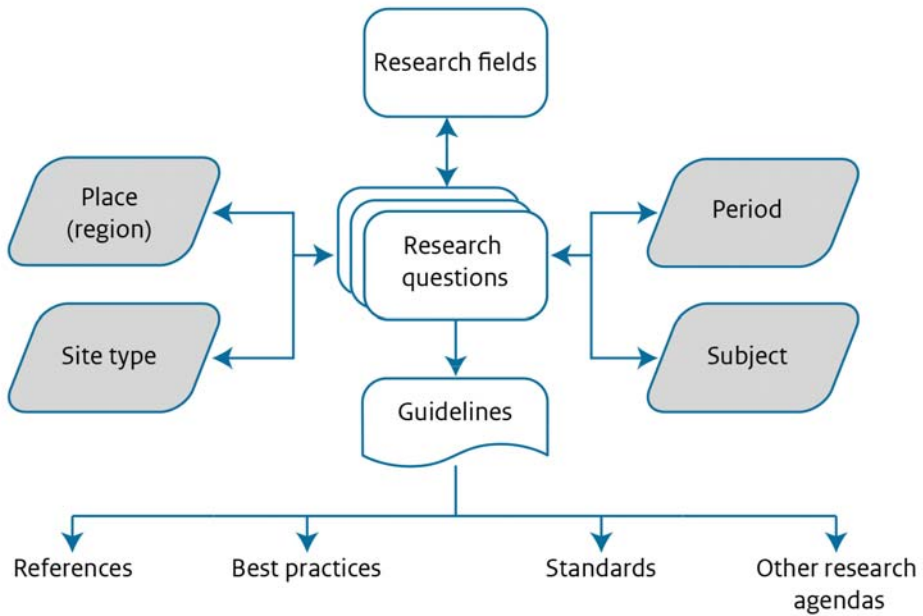 Research fields
Place
(region)
Period
Research
questions
Site type
Subject
Guidelines
References
Best practices
Standards
Other research
agendas